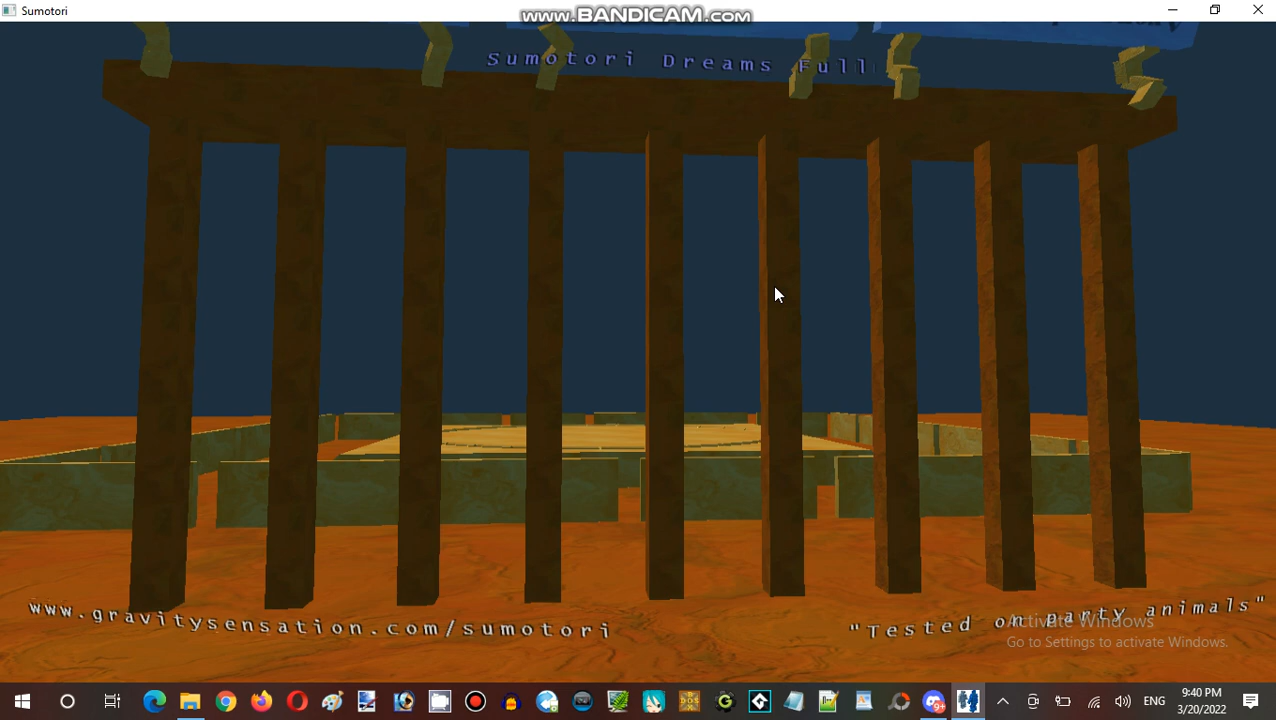 Sumotori
www.BANDICAM.com
Sumotori Dreams Full
www.gravitysensation.com/sumotori
"Tested on party animals"
Activate Windows
Go to Settings to activate Windows.
ENG
9:40 PM
3/20/2022